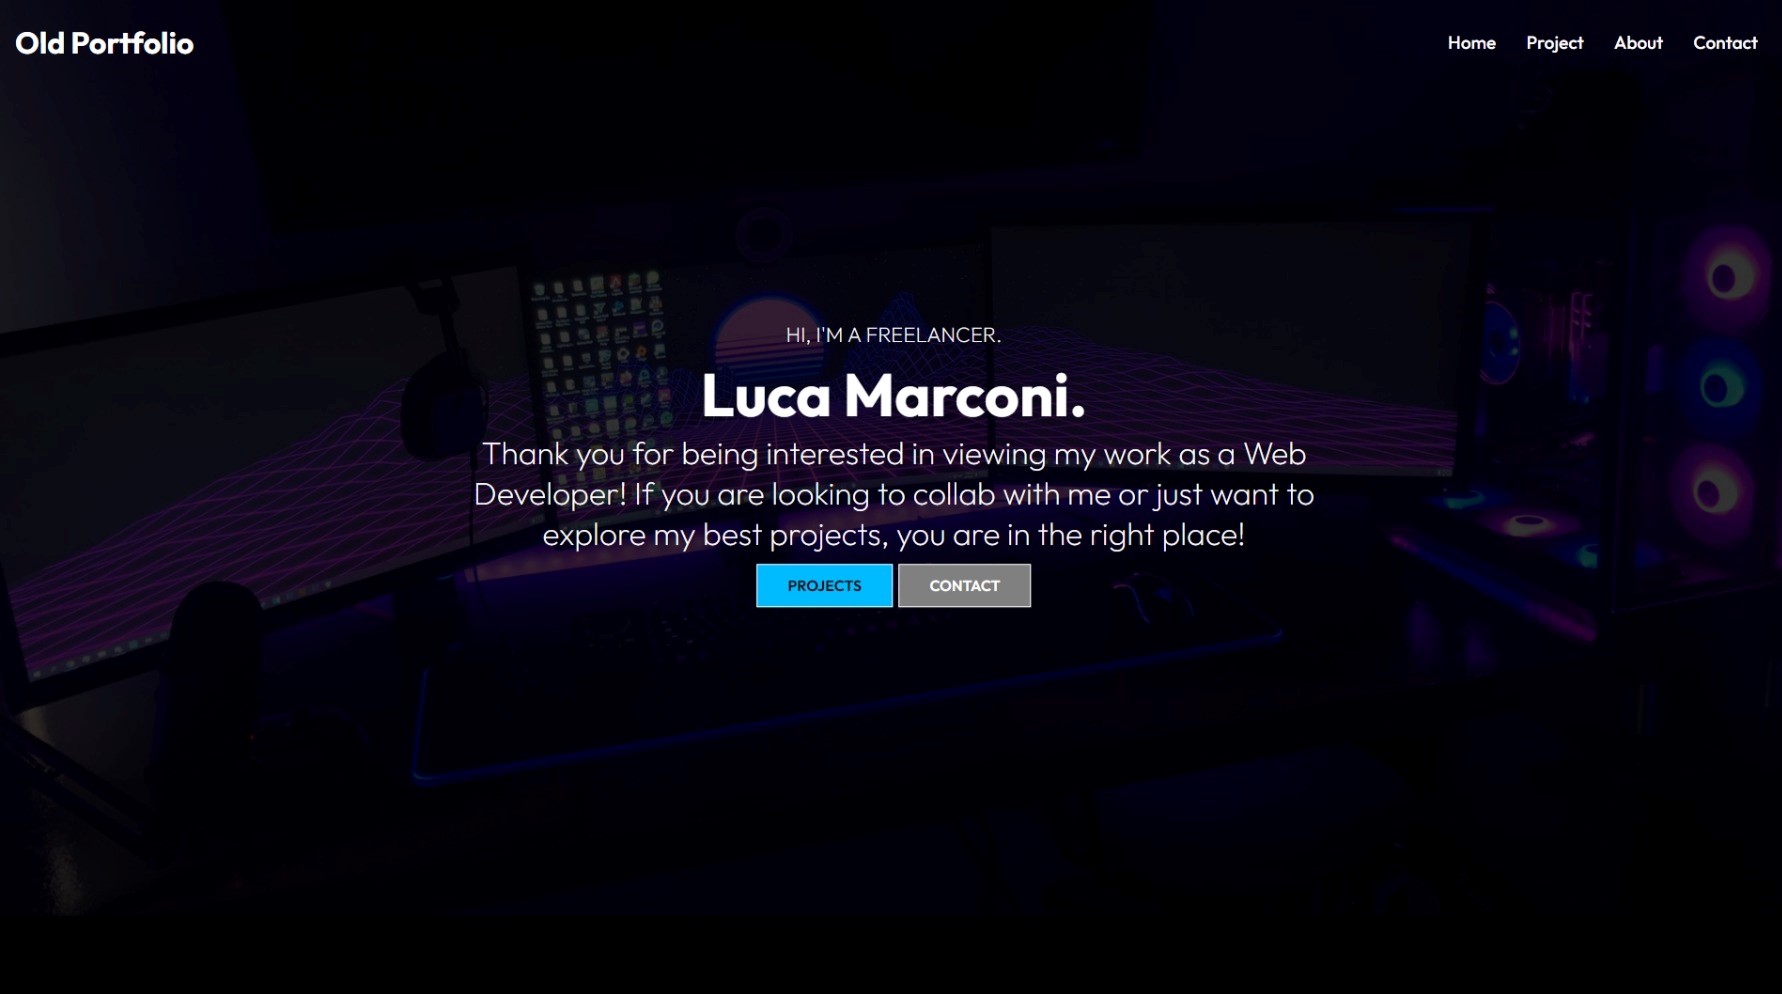 Old Portfolio
Home Project About Contact
HI, I'M A FREELANCER.
Luca Marconi.
Thank you for being interested in viewing my work as a Web
Developer! If you are looking to collab with me or just want to
explore my best projects, you are in the right place!
PROJECTS CONTACT